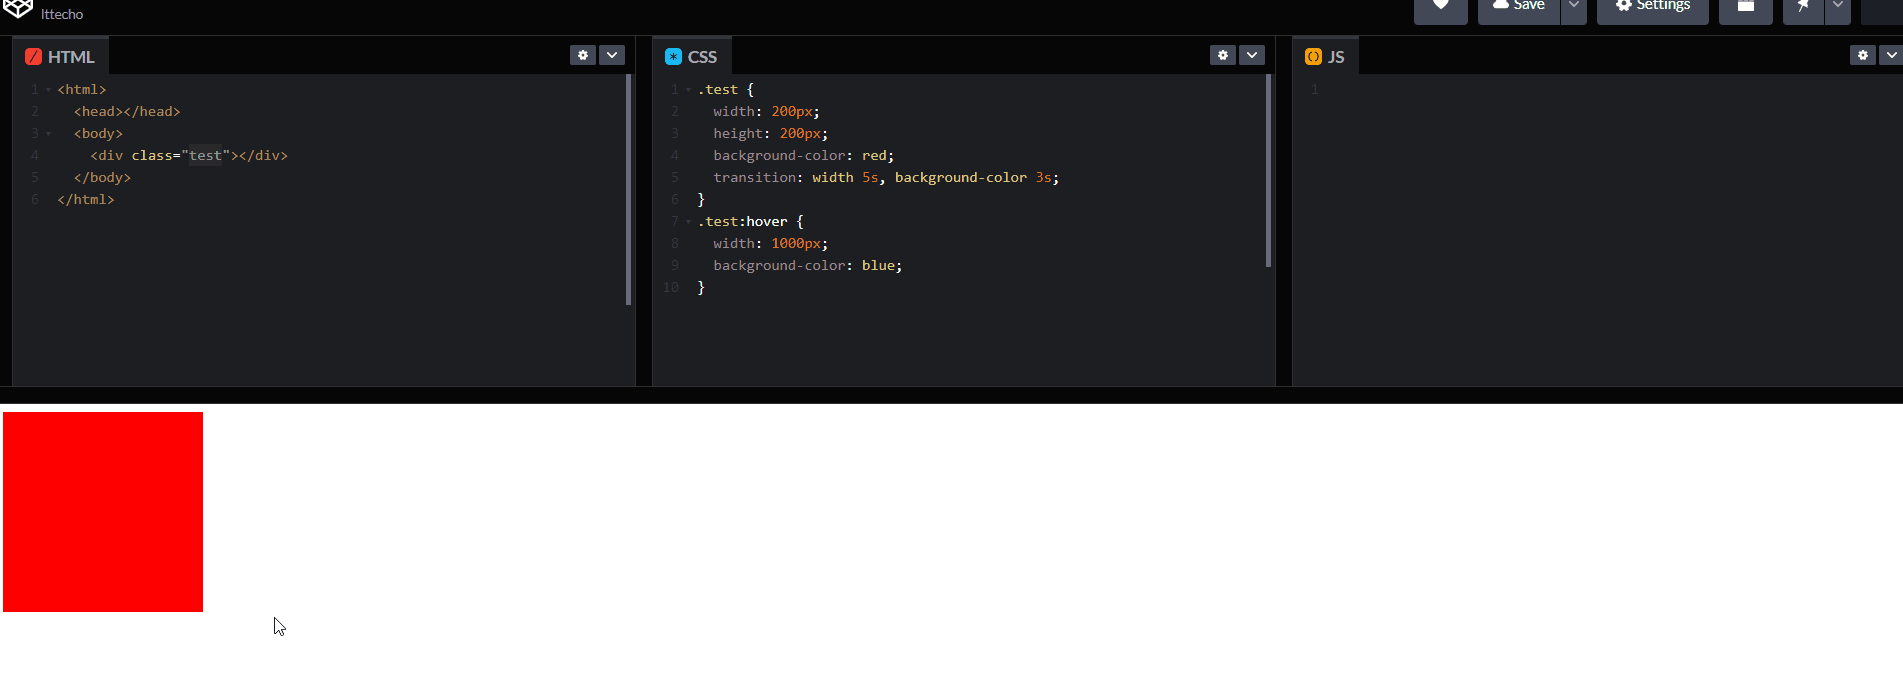 lttecho
Save
Settings
HTML
1 <html>
2 <head></head>
3 <body>
4 <div class="test"></div>
5 </body>
6 </html>
CSS
1 .test {
2 width: 200px;
3 height: 200px;
4 background-color: red;
5 transition: width 5s, background-color 3s;
6 }
7 .test:hover {
8 width: 1000px;
9 background-color: blue;
10 }
JS
1